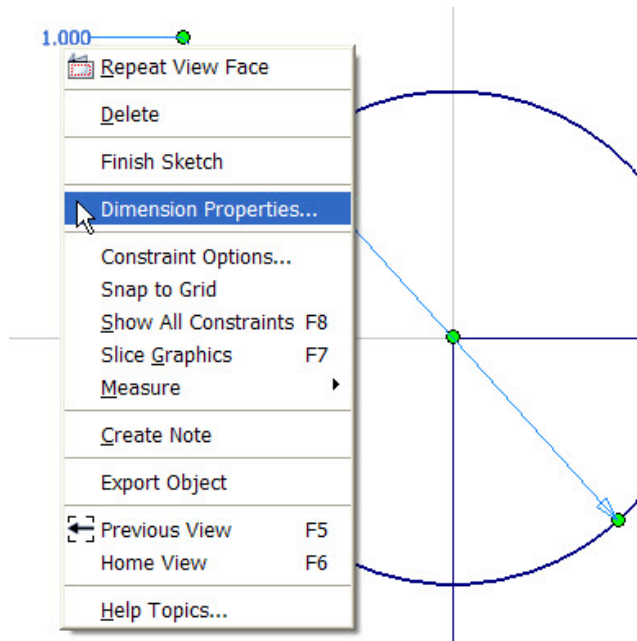 1.000
Repeat View Face
Delete
Finish Sketch
Dimension Properties...
Constraint Options...
Snap to Grid
Show All Constraints F8
Slice Graphics F7
Measure
Create Note
Export Object
Previous View F5
Home View F6
Help Topics...